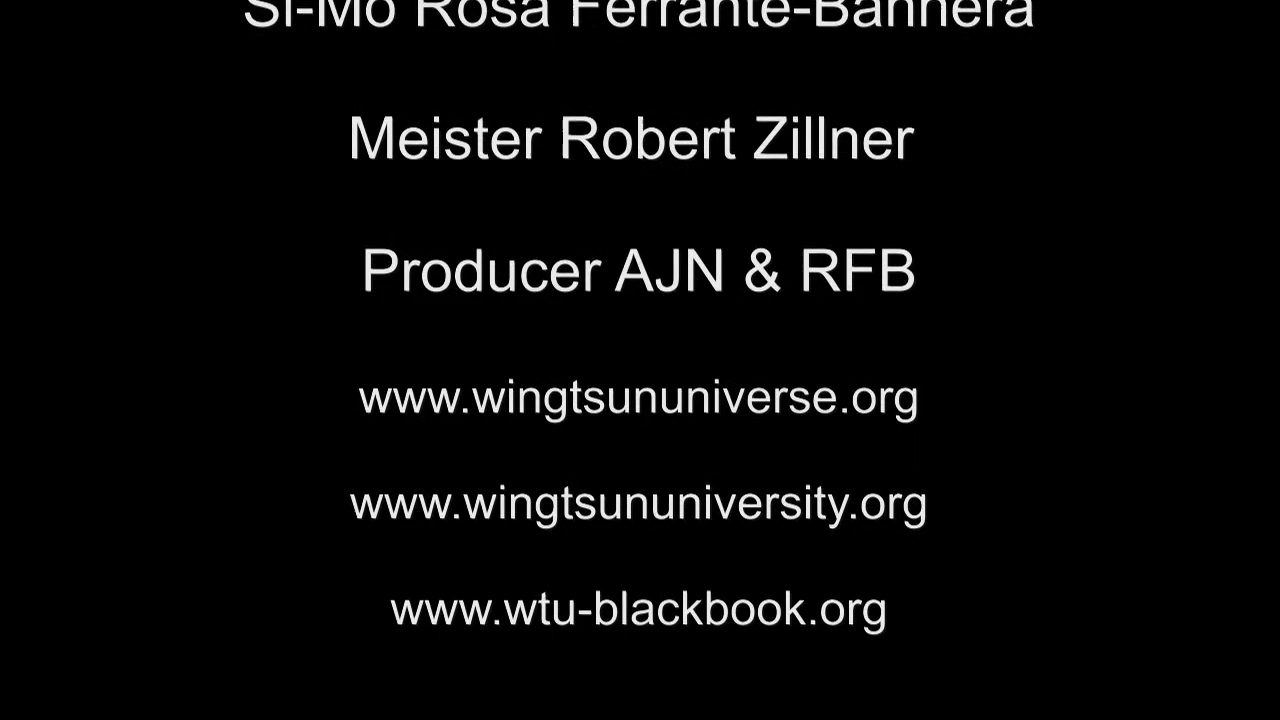 Si-Mo Rosa Ferrante-Bannera
Meister Robert Zillner
Producer AJN & RFB
www.wingtsununiverse.org
www.wingtsununiversity.org
www.wtu-blackbook.org